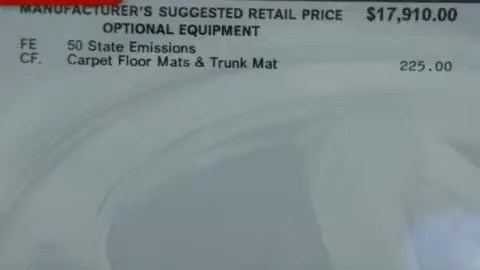 MANUFACTURER'S SUGGESTED RETAIL PRICE $17,910.00
OPTIONAL EQUIPMENT
FE 50 State Emissions
CF. Carpet Floor Mats & Trunk Mat 225.00